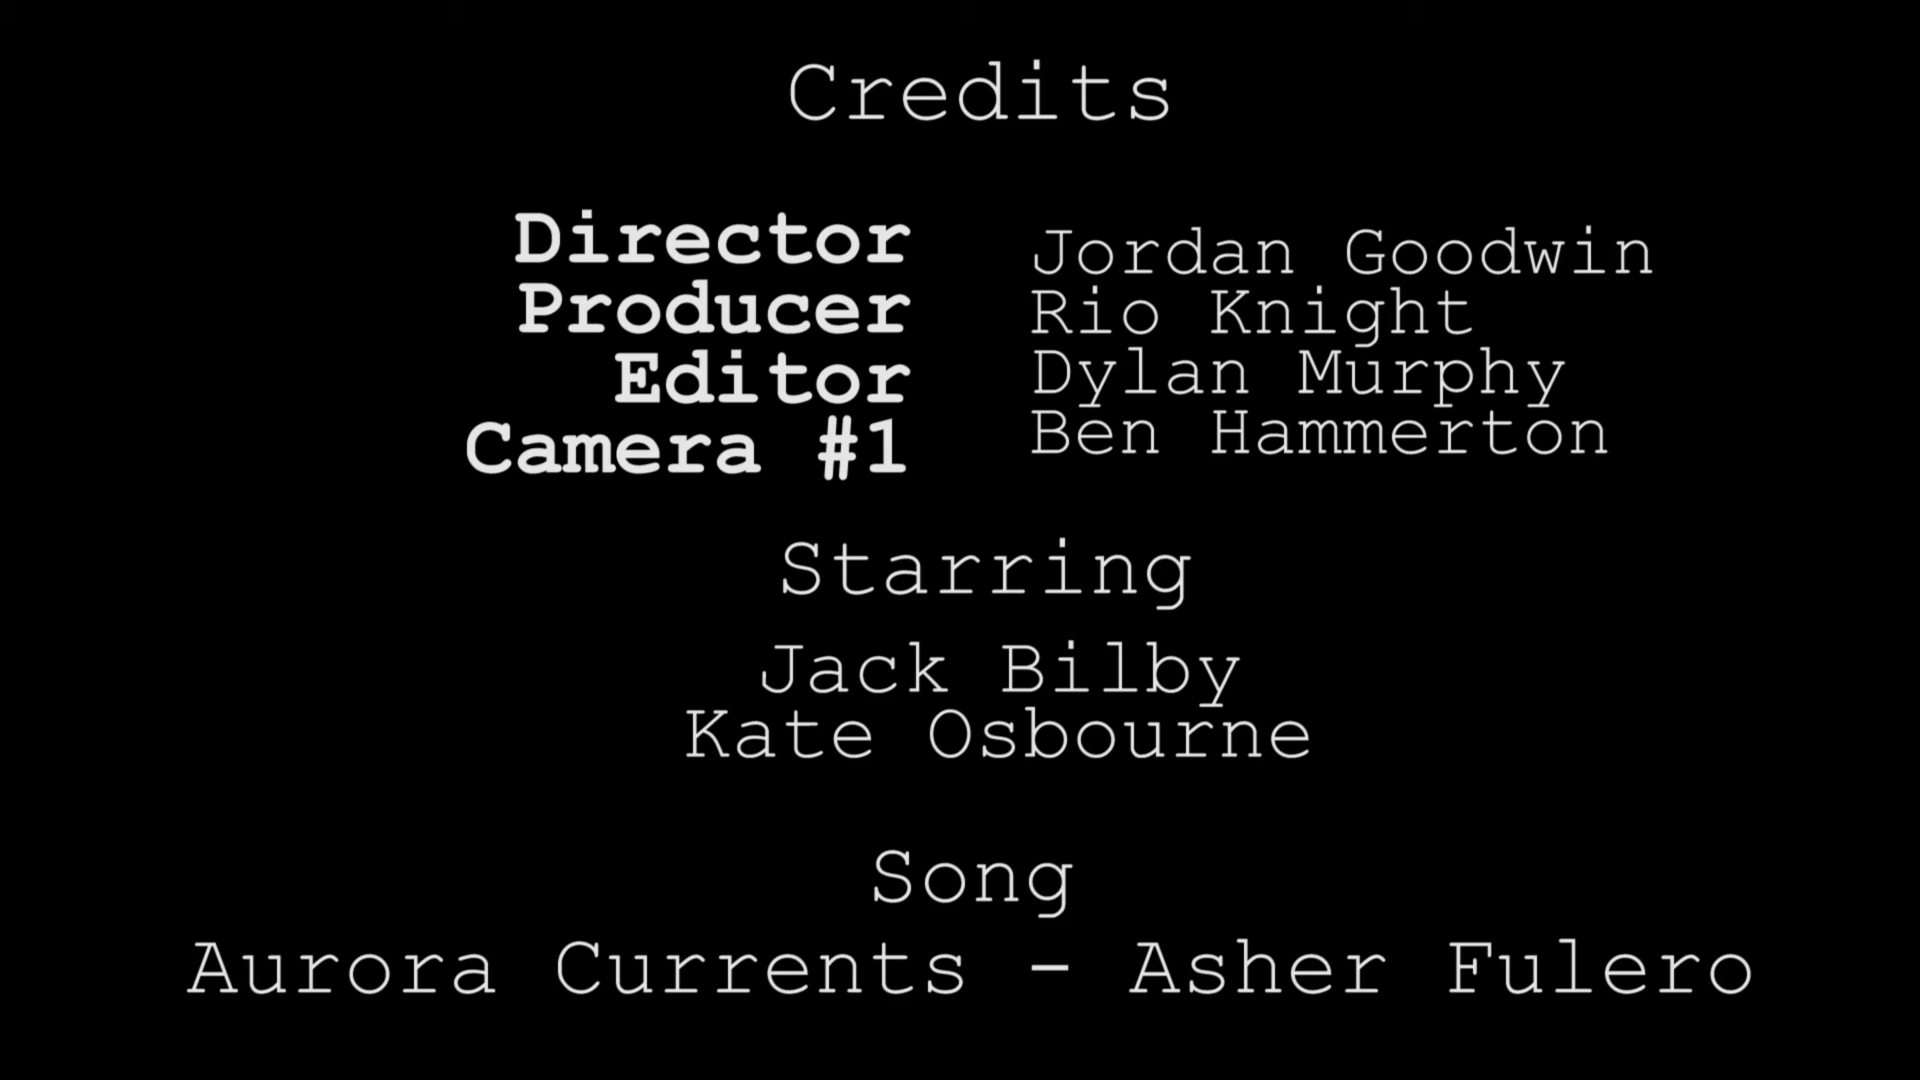 Credits
Director Jordan Goodwin
Producer Rio Knight
Editor Dylan Murphy
Camera #1 Ben Hammerton
Starring
Jack Bilby
Kate Osbourne
Song
Aurora Currents - Asher Fulero